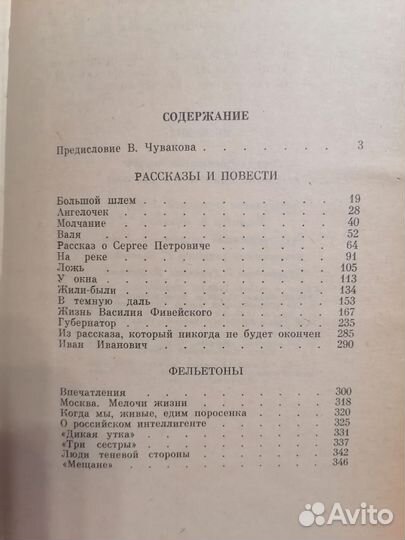 СОДЕРЖАНИЕ
Предисловие В. Чувакова . . . . . . . 3
РАССКАЗЫ И ПОВЕСТИ
Большой шлем . . . . . . . . . 19
Ангелочек . . . . . . . . . . 28
Молчание . . . . . . . . . . 40
Валя . . . . . . . . . . . 52
Рассказ о Сергее Петровиче . . . . . . 64
На реке . . . . . . . . . . 91
Ложь . . . . . . . . . . . 105
У окна . . . . . . . . . . 113
Жили-были . . . . . . . . . . 134
В темную даль . . . . . . . . . 153
Жизнь Василия Фивейского . . . . . . 167
Губернатор . . . . . . . . . . 235
Из рассказа, который никогда не будет окончен 285
Иван Иванович . . . . . . . . . 290
ФЕЛЬЕТОНЫ
Впечатления . . . . . . . . . 300
Москва. Мелочи жизни . . . . . . . 318
Когда мы, живые, едим поросенка . . . . 320
О российском интеллигенте . . . . . . 325
«Дикая утка» . . . . . . . . . 331
«Три сестры» . . . . . . . . . 337
Люди теневой стороны . . . . . . . 342
«Мещане» . . . . . . . . . . 346
Avito